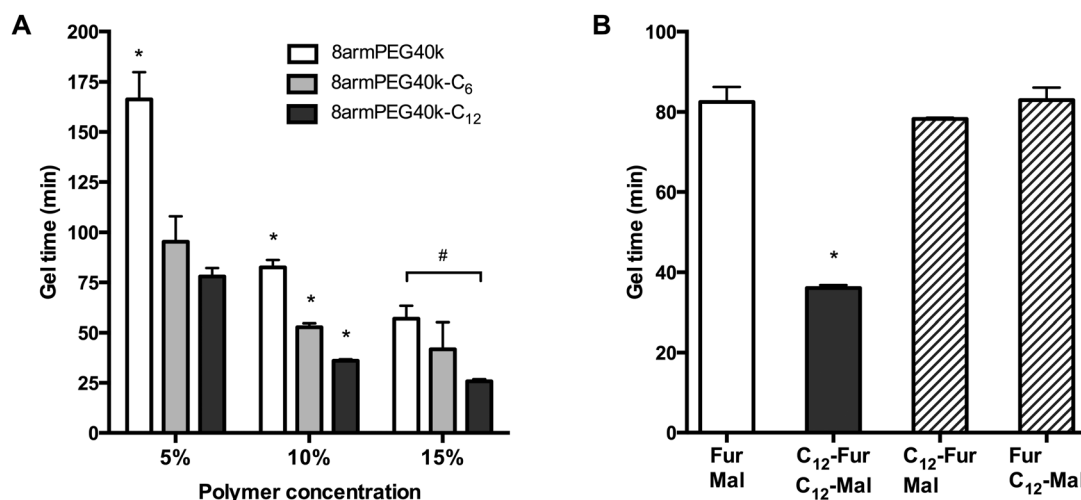 A
Gel time (min)
200
175
150
125
100
75
50
25
0
*
*
*
*
#
8armPEG40k
8armPEG40k-C₆
8armPEG40k-C₁₂
5% 10% 15%
Polymer concentration
B
Gel time (min)
100
80
60
40
20
0
*
Fur
Mal
C₁₂-Fur
C₁₂-Mal
C₁₂-Fur
Mal
Fur
C₁₂-Mal